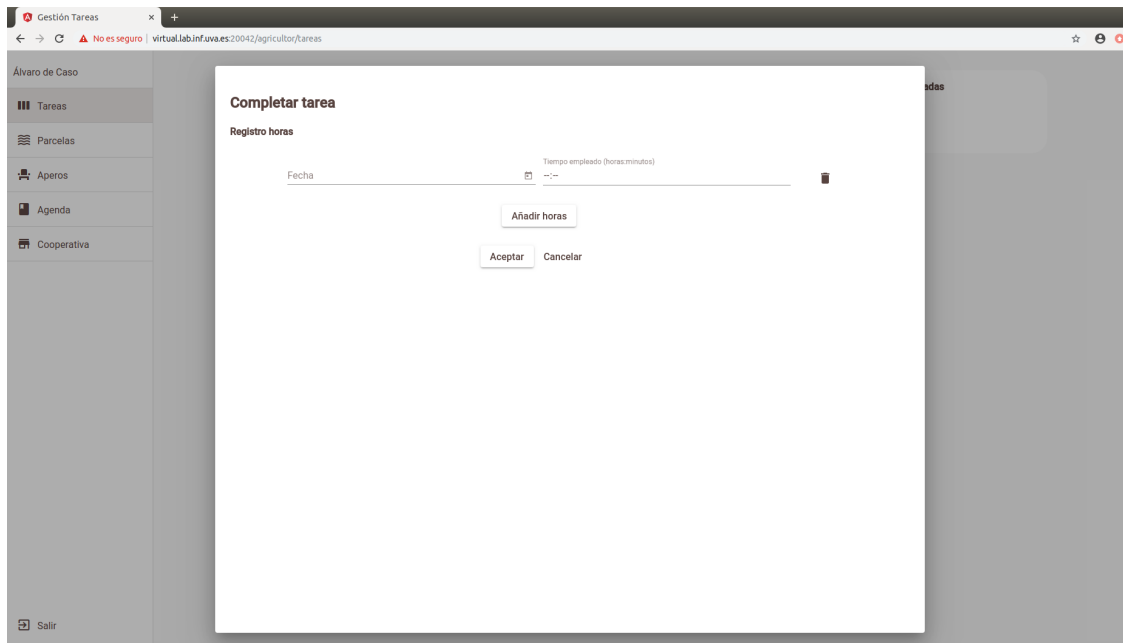 Gestión Tareas
No es seguro | virtual.lab.inf.uva.es:20042/agricultor/tareas
Álvaro de Caso
adas
Completar tarea
Tareas
Registro horas
Parcelas
Tiempo empleado (horas:minutos)
Fecha
--:--
Aperos
Agenda
Añadir horas
Cooperativa
Aceptar Cancelar
Salir